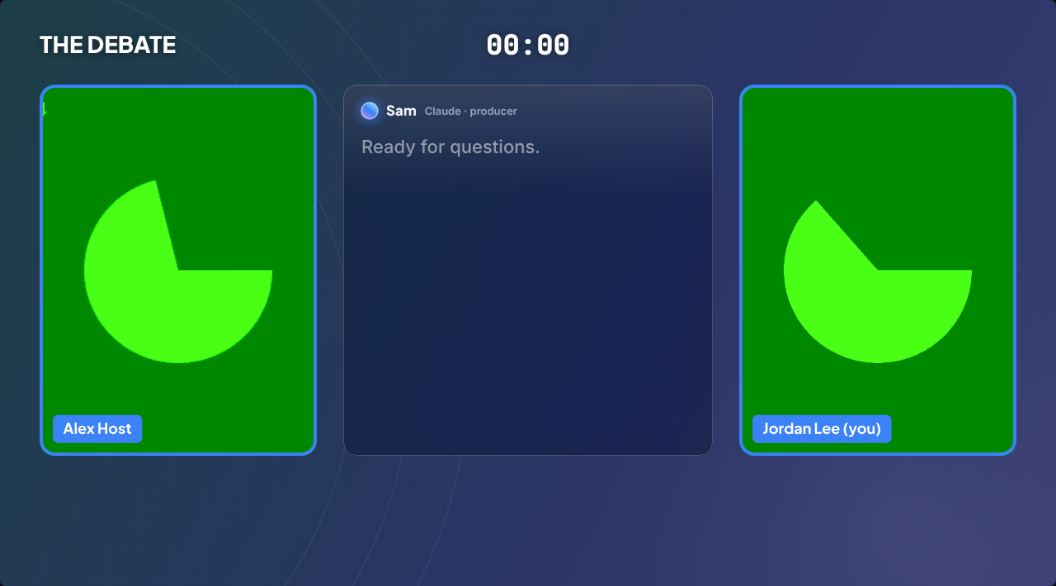 THE DEBATE
00:00
Sam Claude · producer
Ready for questions.
Alex Host
Jordan Lee (you)